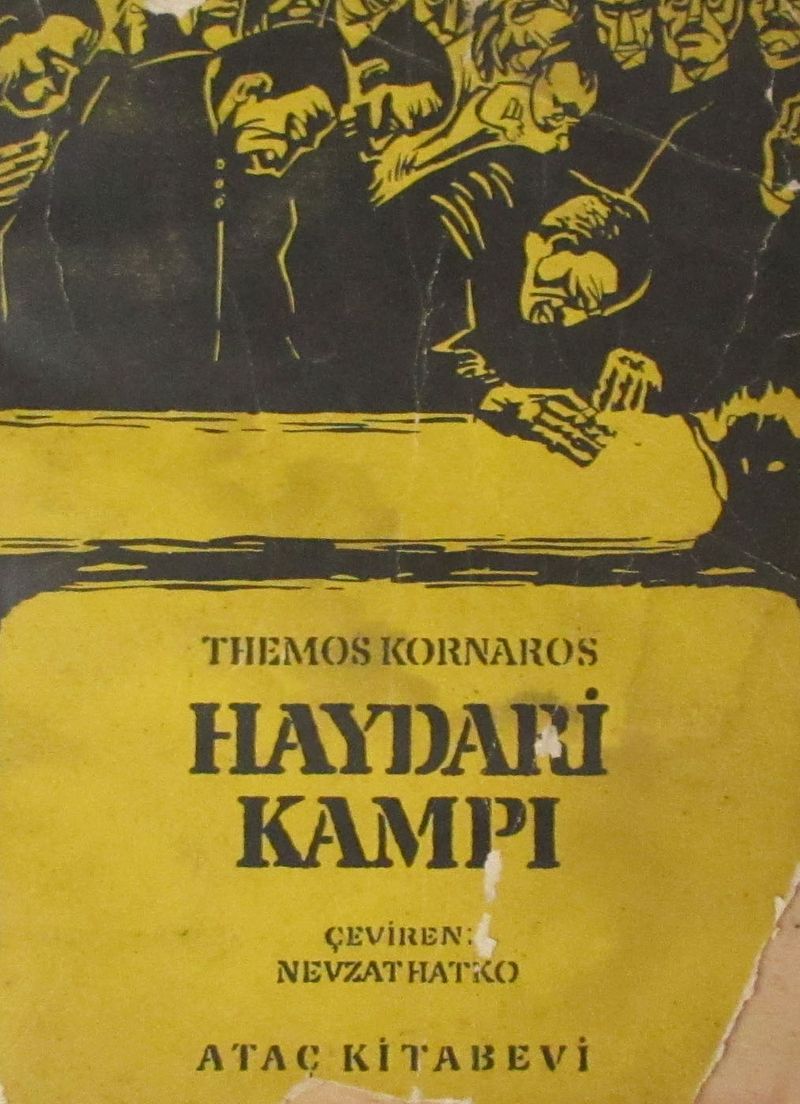 THEMOS KORNAROS
HAYDARİ
KAMPI
ÇEVİREN:
NEVZAT HATKO
ATAÇ KİTABEVİ